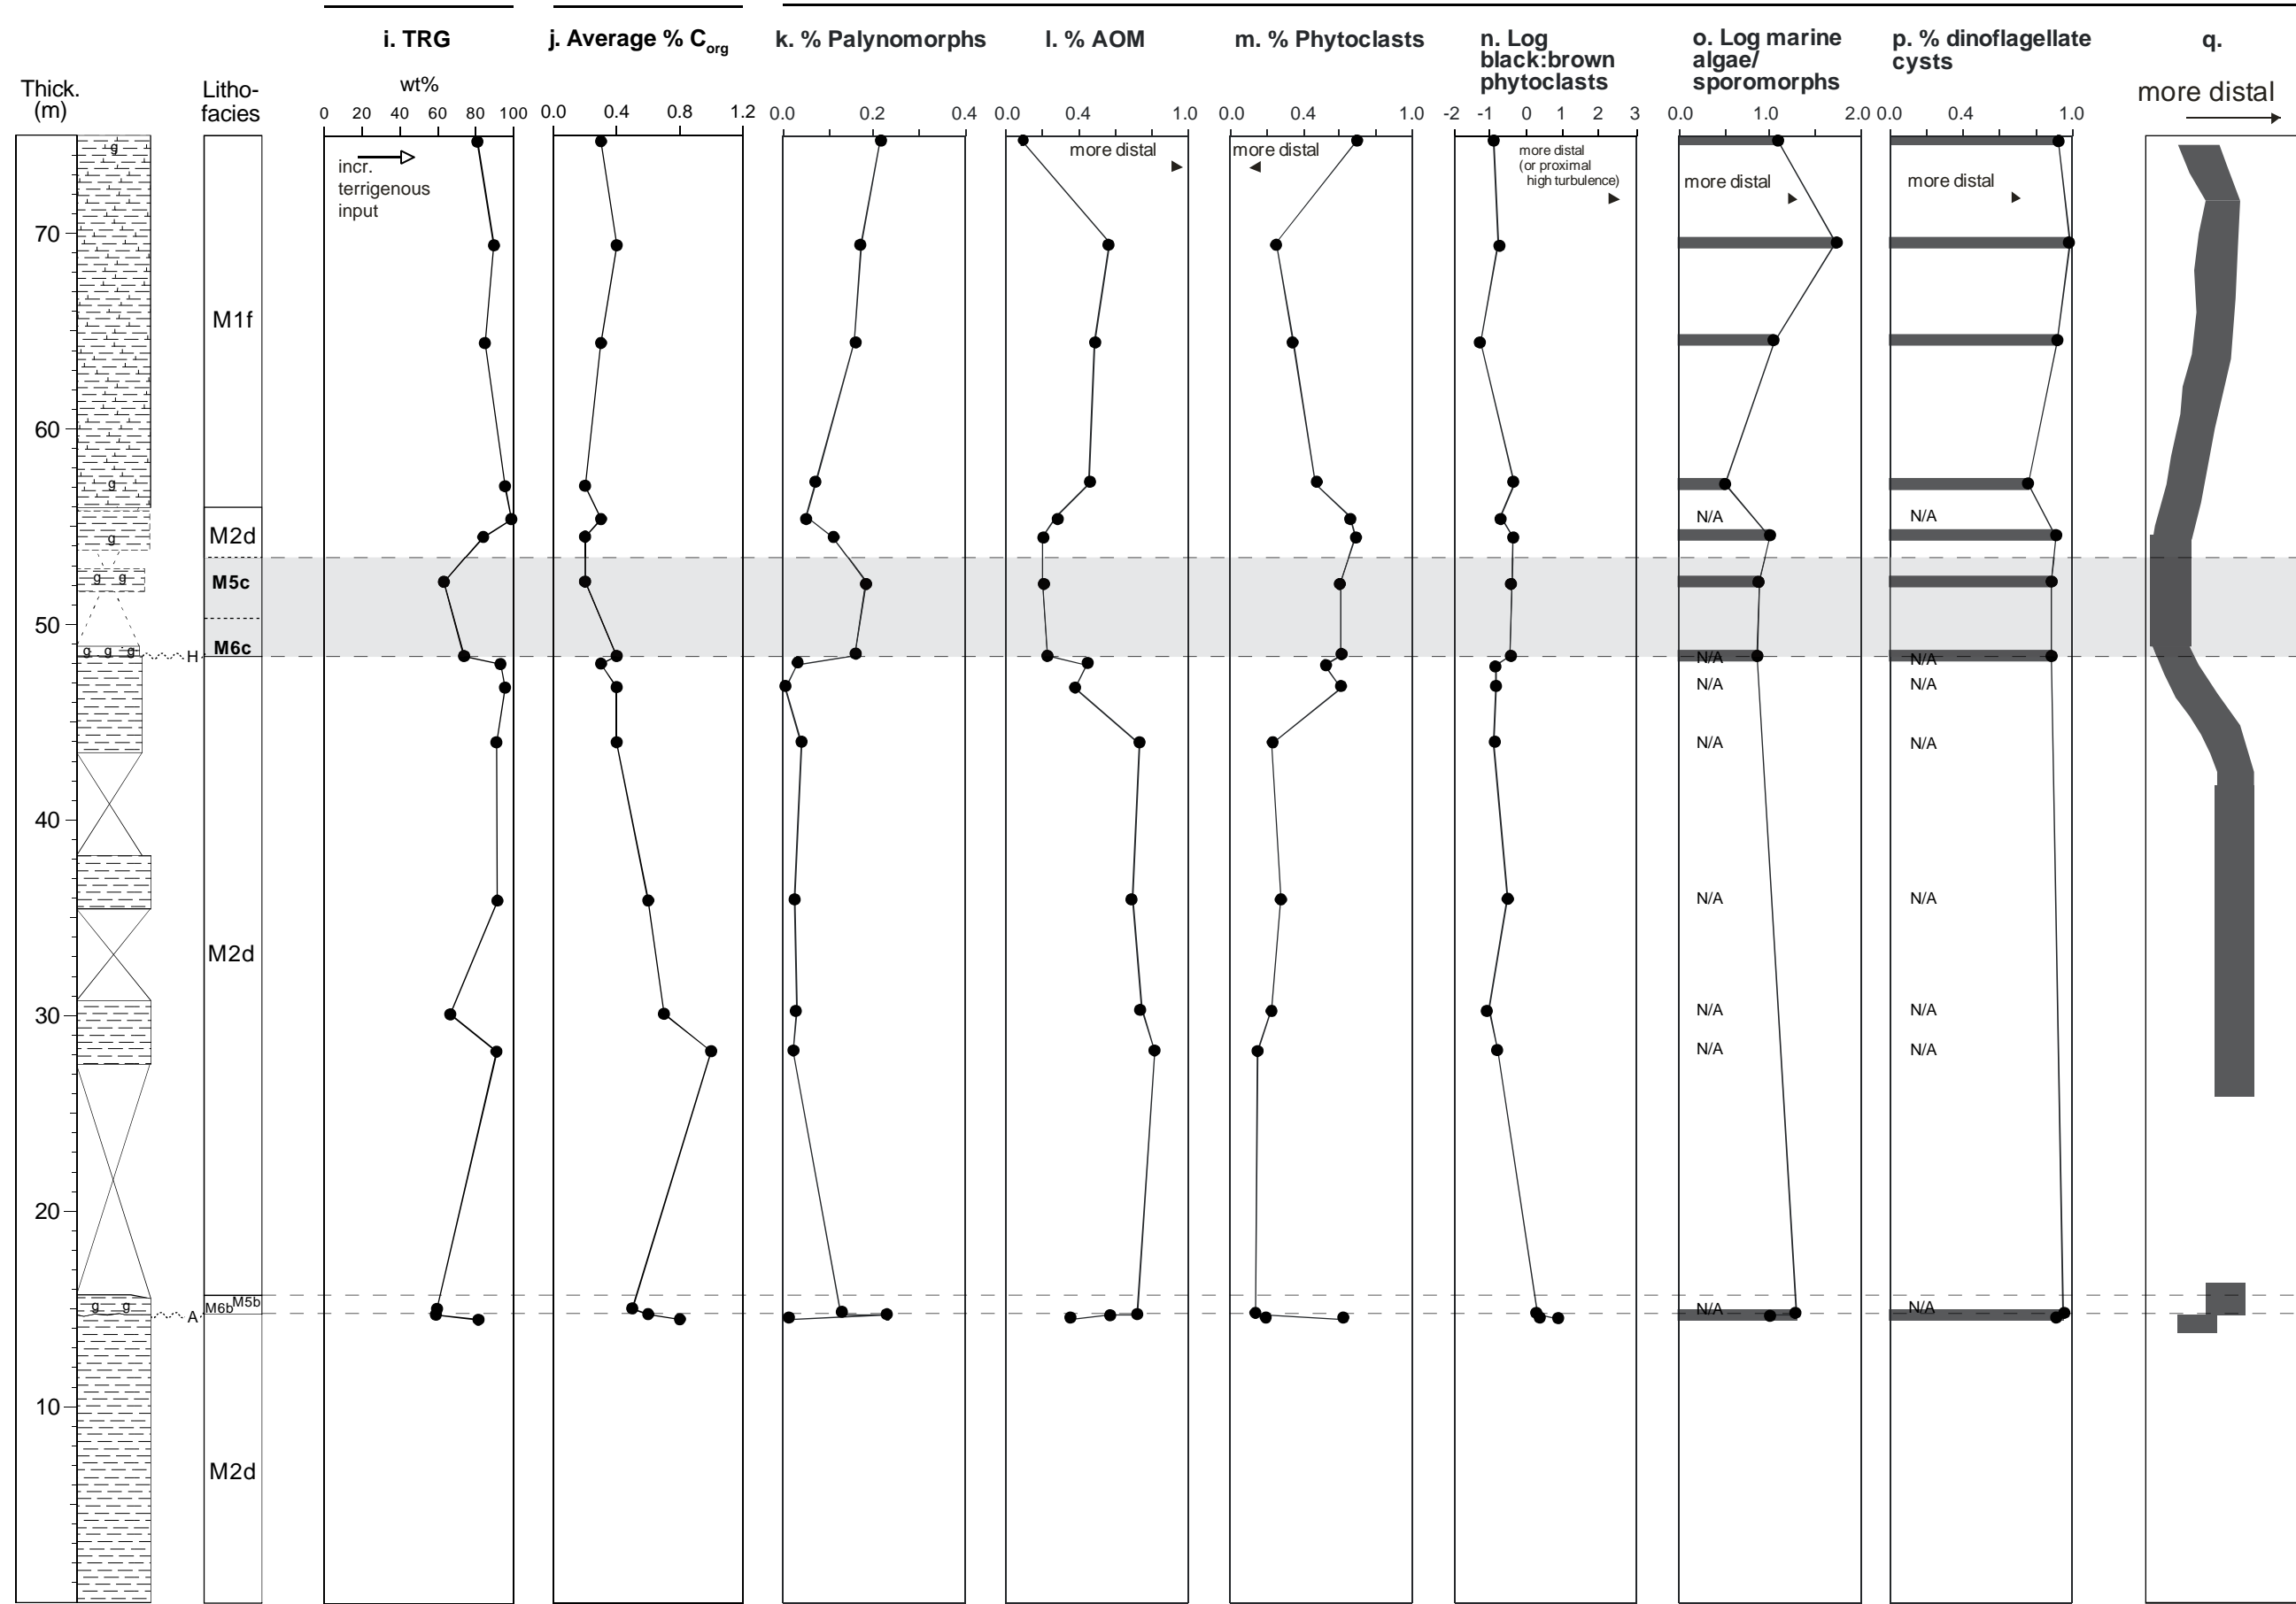 i. TRG
j. Average % Corg
k. % Palynomorphs
l. % AOM
m. % Phytoclasts
n. Log
black:brown
phytoclasts
o. Log marine
algae/
sporomorphs
p. % dinoflagellate
cysts
q.
Thick.
(m)
Litho-
facies
wt%
more distal
0 20 40 60 80 100
0.0 0.4 0.8 1.2
0.0 0.2 0.4
0.0 0.4 1.0
0.0 0.4 1.0
-2 -1 0 1 2 3
0.0 1.0 2.0
0.0 0.4 1.0
incr.
terrigenous
input
more distal
more distal
more distal
(or proximal
high turbulence)
more distal
more distal
g
70
M1f
60
g
N/A N/A
g
M2d
g g
M5c
50
M6c
g g g
H
N/A N/A
N/A N/A
N/A N/A
40
N/A N/A
M2d
30
N/A N/A
N/A N/A
20
g g
M6b M5b
N/A N/A
A
10
M2d